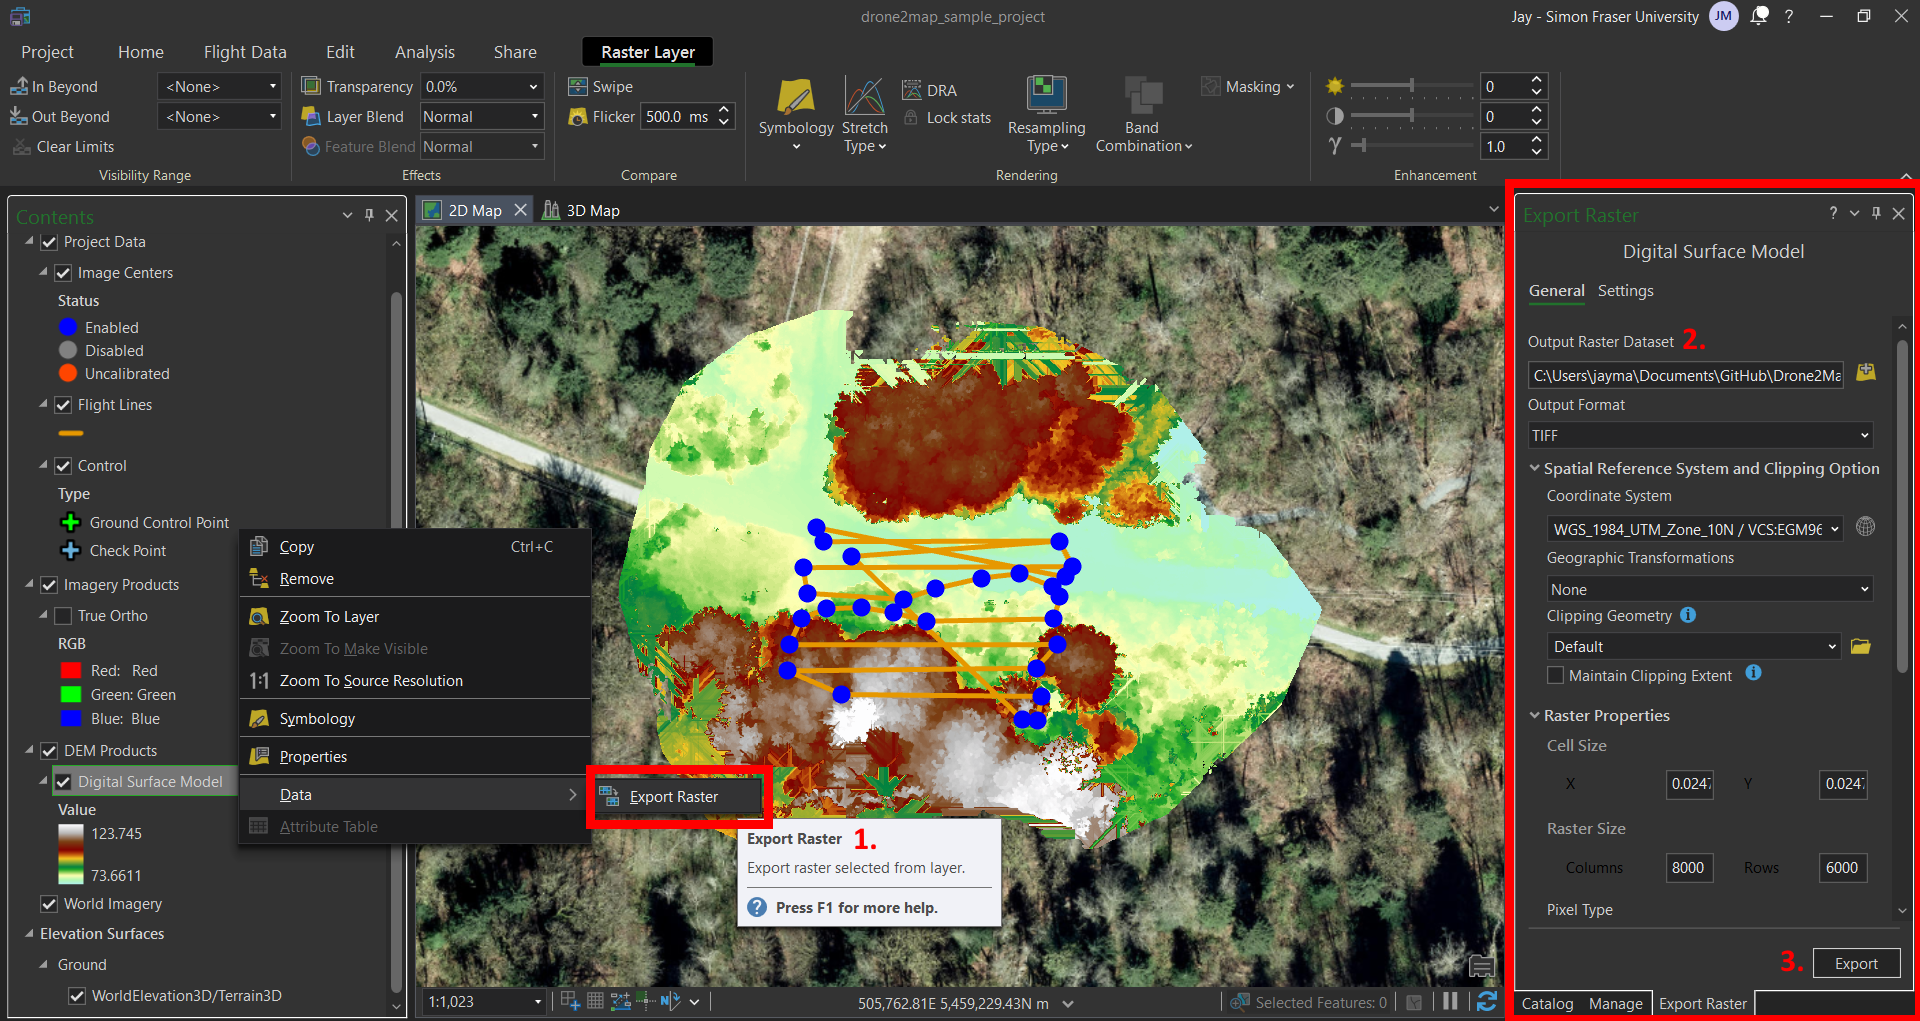 drone2map_sample_project
Jay - Simon Fraser University JM ?
Project Home Flight Data Edit Analysis Share Raster Layer
In Beyond <None>
Out Beyond <None>
Clear Limits
Visibility Range
Transparency 0.0%
Layer Blend Normal
Feature Blend Normal
Effects
Swipe
Flicker 500.0 ms
Compare
Symbology
Stretch
Type
DRA
Lock stats
Resampling
Type
Band
Combination
Masking
Rendering
0
0
γ 1.0
Enhancement
Contents
Project Data
Image Centers
Status
Enabled
Disabled
Uncalibrated
Flight Lines
Control
Type
Ground Control Point
Check Point
Imagery Products
True Ortho
RGB
Red: Red
Green: Green
Blue: Blue
DEM Products
Digital Surface Model
Value
123.745
73.6611
World Imagery
Elevation Surfaces
Ground
WorldElevation3D/Terrain3D
2D Map 3D Map
Copy Ctrl+C
Remove
Zoom To Layer
Zoom To Make Visible
1:1 Zoom To Source Resolution
Symbology
Properties
Data
Attribute Table
Export Raster
Export Raster 1.
Export raster selected from layer.
? Press F1 for more help.
1:1,023
N
505,762.81E 5,459,229.43N m
Selected Features: 0
Export Raster ?
Digital Surface Model
General Settings
Output Raster Dataset 2.
C:\Users\jayma\Documents\GitHub\Drone2Ma
Output Format
TIFF
Spatial Reference System and Clipping Option
Coordinate System
WGS_1984_UTM_Zone_10N / VCS:EGM96
Geographic Transformations
None
Clipping Geometry i
Default
Maintain Clipping Extent i
Raster Properties
Cell Size
X 0.0247 Y 0.0247
Raster Size
Columns 8000 Rows 6000
Pixel Type
3. Export
Catalog Manage Export Raster